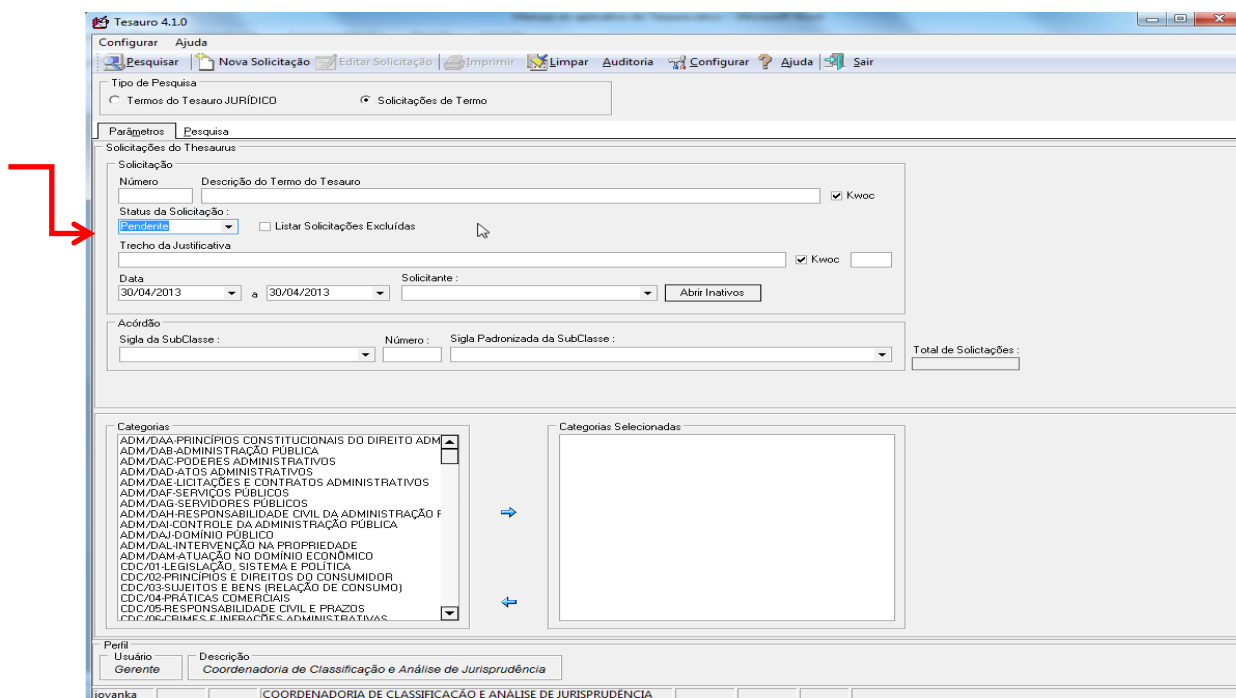 Tesauro 4.1.0
Configurar Ajuda
Pesquisar Nova Solicitação Editar Solicitação Imprimir Limpar Auditoria Configurar Ajuda Sair
Tipo de Pesquisa
Termos do Tesauro JURÍDICO Solicitações de Termo
Parâmetros Pesquisa
Solicitações do Thesaurus
Solicitação
Número Descrição do Termo do Tesauro
Kwoc
Status da Solicitação :
Pendente Listar Solicitações Excluídas
Trecho da Justificativa
Kwoc
Data Solicitante :
30/04/2013 a 30/04/2013 Abrir Inativos
Acórdão
Sigla da SubClasse : Número : Sigla Padronizada da SubClasse :
Total de Solictações :
Categorias Categorias Selecionadas
ADM/DAA-PRINCÍPIOS CONSTITUCIONAIS DO DIREITO ADM
ADM/DAB-ADMINISTRAÇÃO PÚBLICA
ADM/DAC-PODERES ADMINISTRATIVOS
ADM/DAD-ATOS ADMINISTRATIVOS
ADM/DAE-LICITAÇÕES E CONTRATOS ADMINISTRATIVOS
ADM/DAF-SERVIÇOS PÚBLICOS
ADM/DAG-SERVIDORES PÚBLICOS
ADM/DAH-RESPONSABILIDADE CIVIL DA ADMINISTRAÇÃO
ADM/DAI-CONTROLE DA ADMINISTRAÇÃO PÚBLICA
ADM/DAJ-DOMÍNIO PÚBLICO
ADM/DAL-INTERVENÇÃO NA PROPRIEDADE
ADM/DAM-ATUAÇÃO NO DOMÍNIO ECONÔMICO
CDC/01-LEGISLAÇÃO, SISTEMA E POLÍTICA
CDC/02-PRINCÍPIOS E DIREITOS DO CONSUMIDOR
CDC/03-SUJEITOS E BENS (RELAÇÃO DE CONSUMO)
CDC/04-PRÁTICAS COMERCIAIS
CDC/05-RESPONSABILIDADE CIVIL E PRAZOS
CDC/06-CRIMES E INFRAÇÕES ADMINISTRATIVAS
Perfil
Usuário Descrição
Gerente Coordenadoria de Classificação e Análise de Jurisprudência
jovanka COORDENADORIA DE CLASSIFICAÇÃO E ANÁLISE DE JURISPRUDÊNCIA